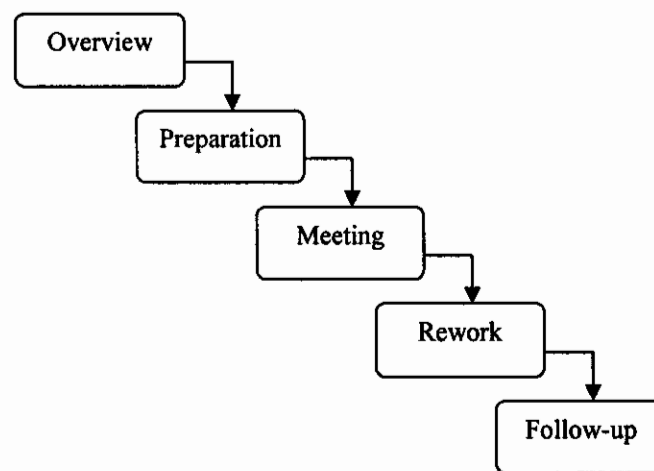 Overview
Preparation
Meeting
Rework
Follow-up